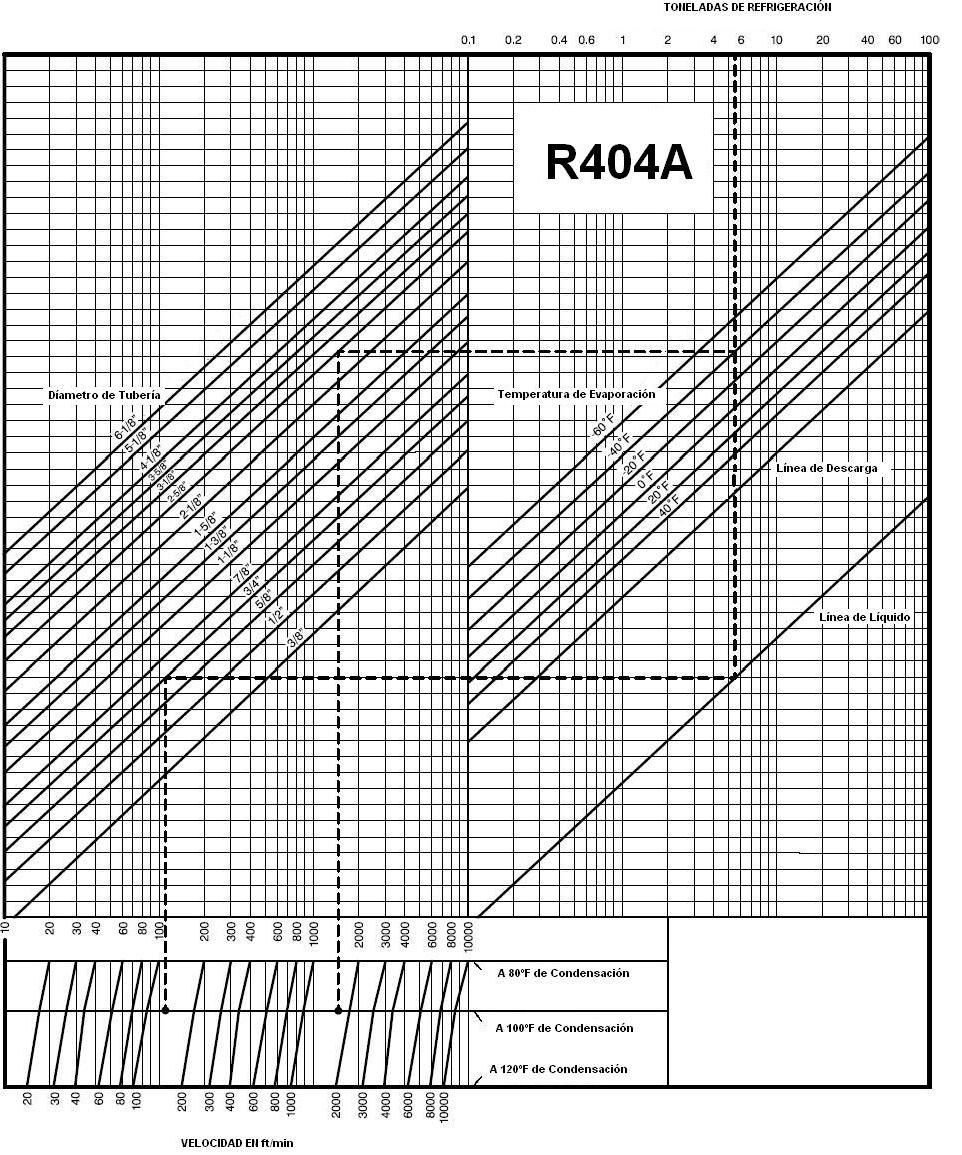 TONELADAS DE REFRIGERACIÓN
0.1 0.2 0.4 0.6 1 2 4 6 10 20 40 60 100
R404A
Díametro de Tubería
Temperatura de Evaporación
6-1/8"
5-1/8"
4-1/8"
3-5/8"
3-1/8"
2-5/8"
2-1/8"
1-5/8"
1-3/8"
1-1/8"
7/8"
3/4"
5/8"
1/2"
3/8"
-60°F
-40°F
-20°F
0°F
20°F
40°F
Línea de Descarga
Línea de Líquido
10 20 30 40 60 80 100 200 300 400 600 800 1000 2000 3000 4000 6000 8000 10000
A 80°F de Condensación
A 100°F de Condensación
A 120°F de Condensación
20 30 40 60 80 100 200 300 400 600 800 1000 2000 3000 4000 6000 8000 10000
VELOCIDAD EN ft/min